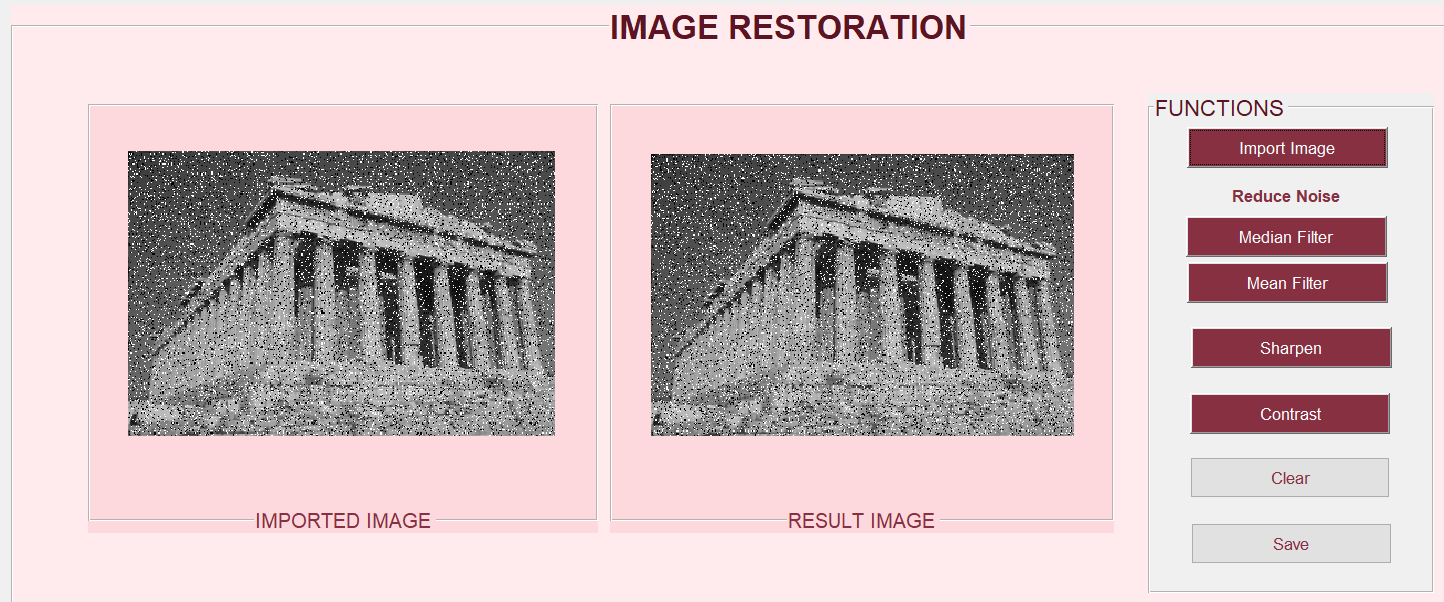 IMAGE RESTORATION
IMPORTED IMAGE
RESULT IMAGE
FUNCTIONS
Import Image
Reduce Noise
Median Filter
Mean Filter
Sharpen
Contrast
Clear
Save